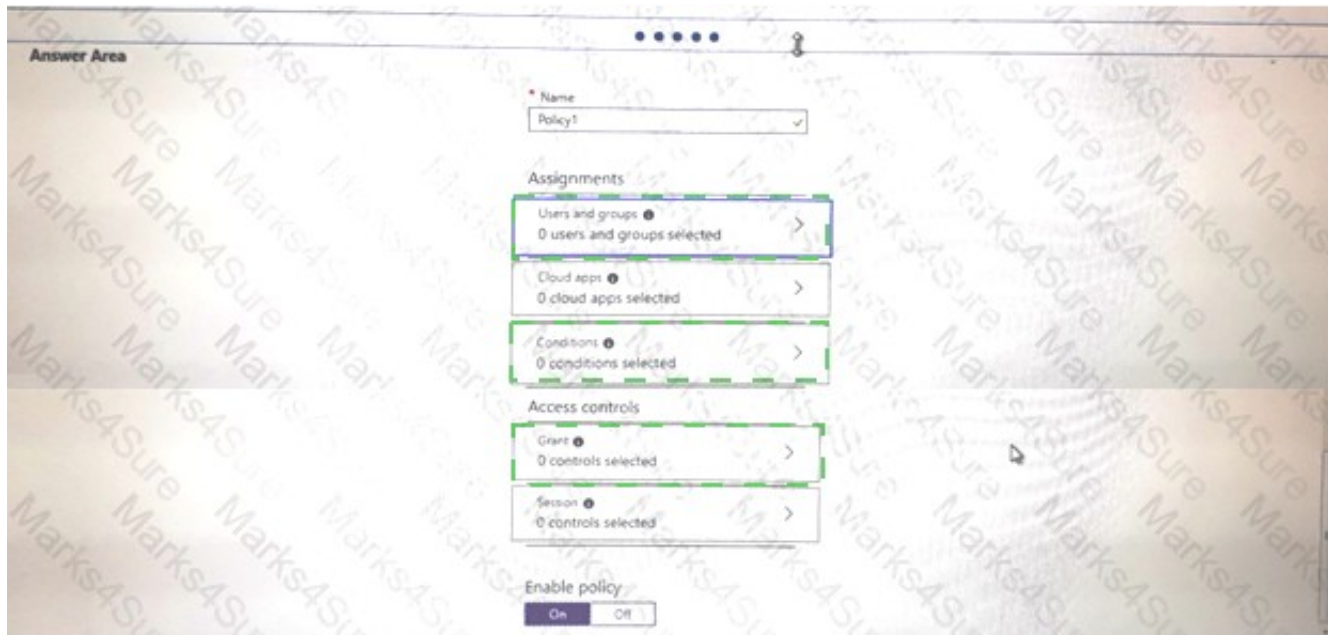 Answer Area
* Name
Policy1
Assignments
Users and groups
0 users and groups selected
Cloud apps
0 cloud apps selected
Conditions
0 conditions selected
Access controls
Grant
0 controls selected
Session
0 controls selected
Enable policy
On Off
Marks4Sure